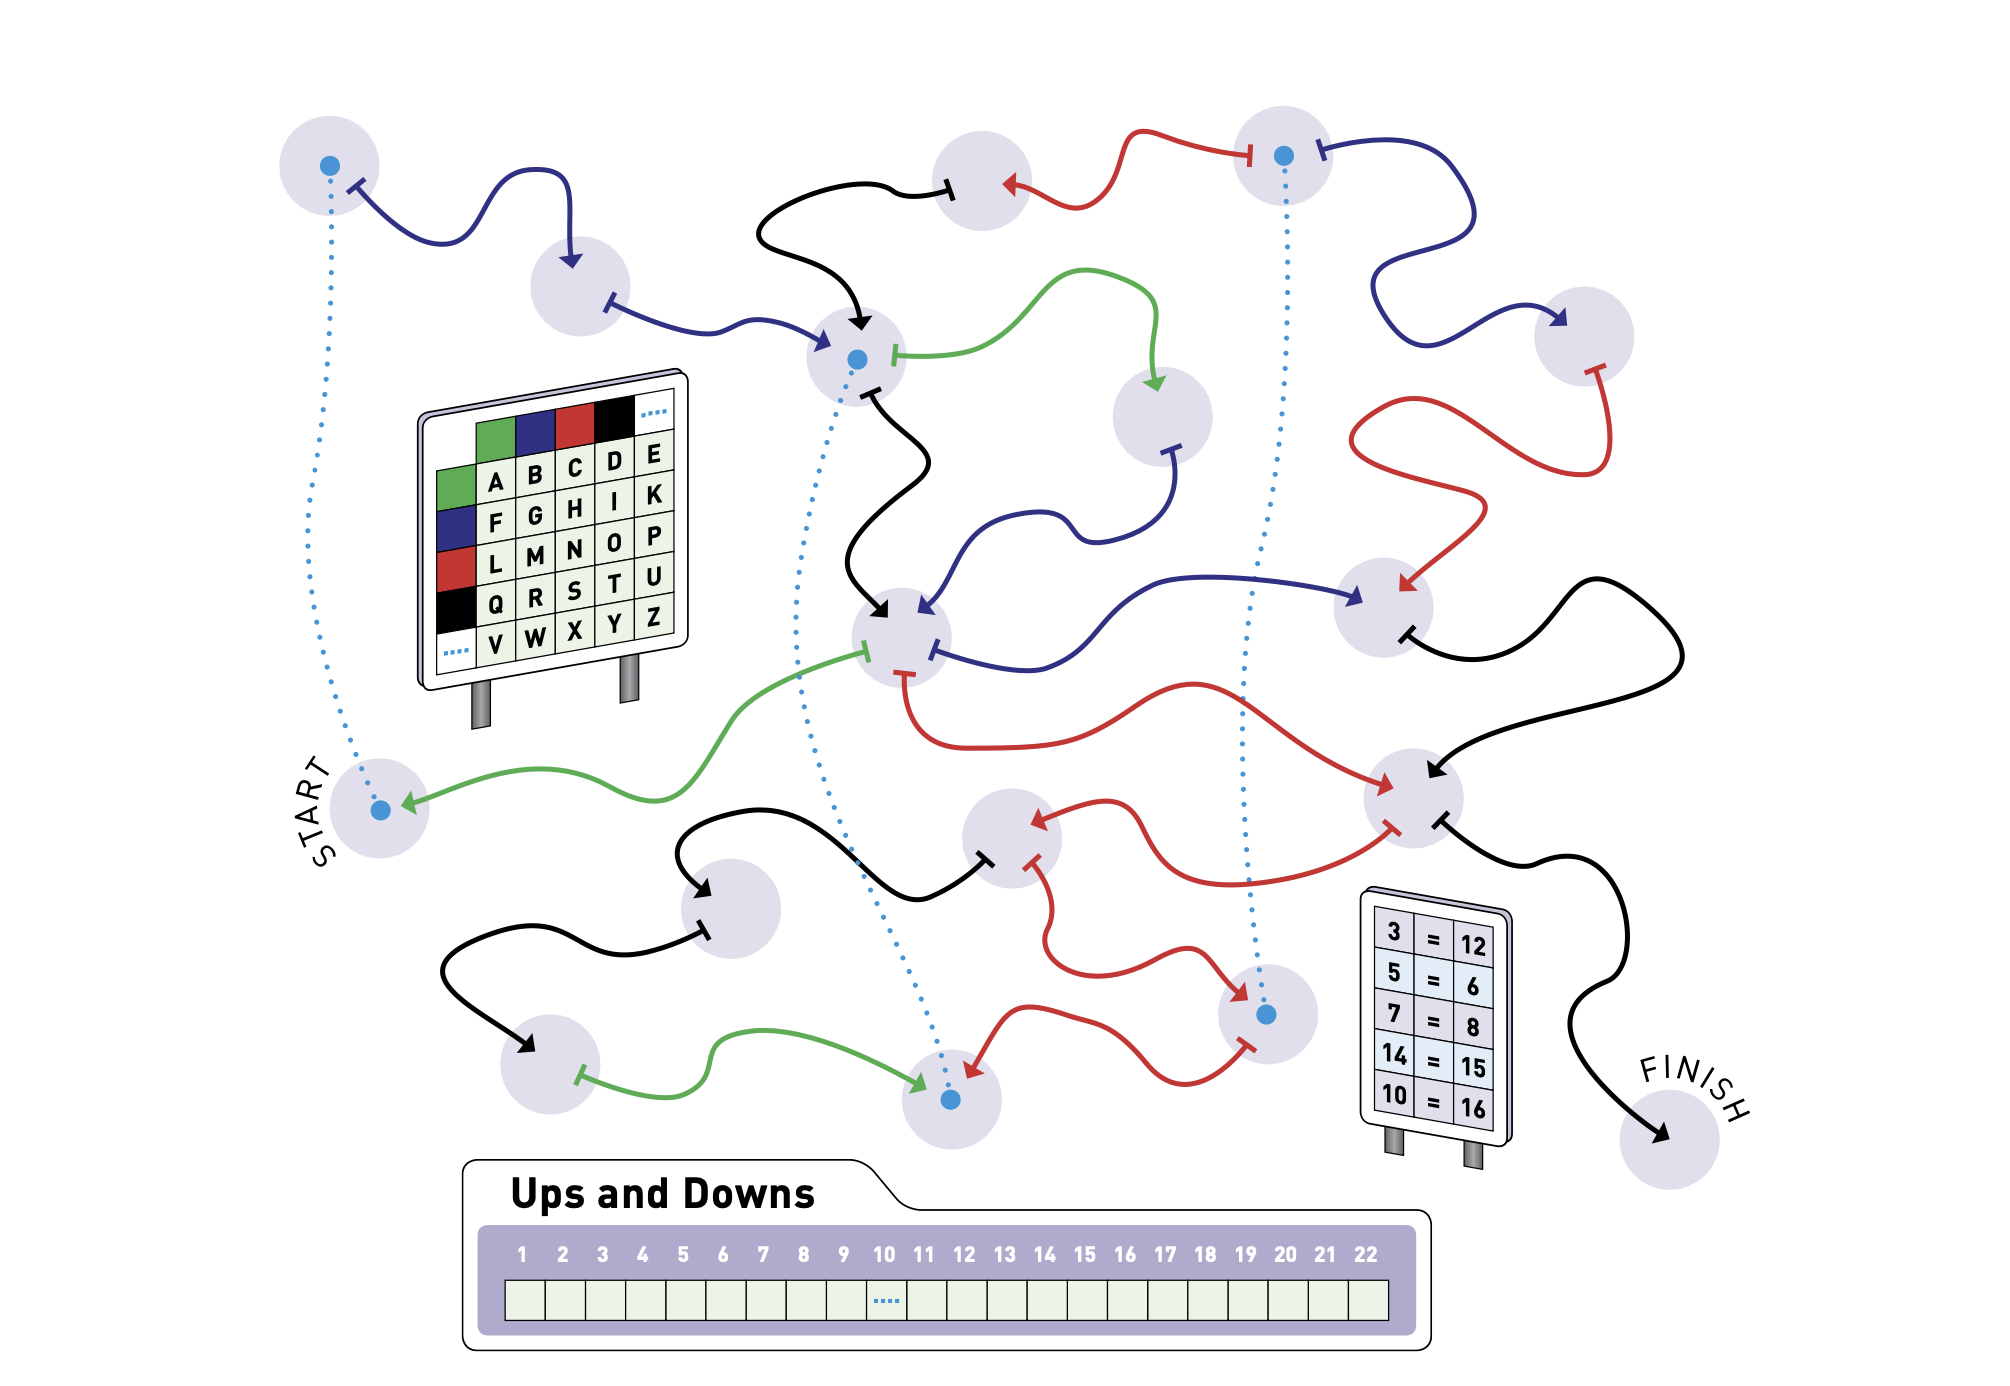 A B C D E
F G H I K
L M N O P
Q R S T U
V W X Y Z
START
3 = 12
5 = 6
7 = 8
14 = 15
10 = 16
FINISH
Ups and Downs
1 2 3 4 5 6 7 8 9 10 11 12 13 14 15 16 17 18 19 20 21 22